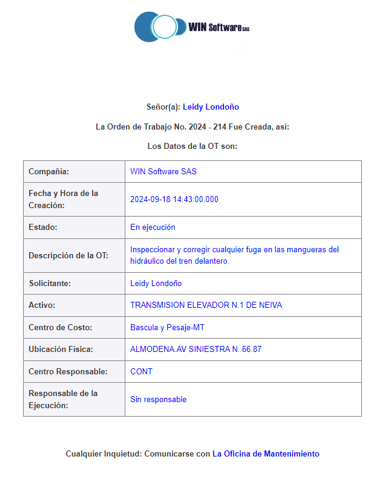 WIN Software SAS
Señor(a): Leidy Londoño
La Orden de Trabajo No. 2024 - 214 Fue Creada, así:
Los Datos de la OT son:
Compañía: WIN Software SAS
Fecha y Hora de la
Creación: 2024-09-18 14:43:00.000
Estado: En ejecución
Descripción de la OT: Inspeccionar y corregir cualquier fuga en las mangueras del
hidráulico del tren delantero.
Solicitante: Leidy Londoño
Activo: TRANSMISION ELEVADOR N.1 DE NEIVA
Centro de Costo: Bascula y Pesaje-MT
Ubicación Física: ALMODENA.AV SINIESTRA N. 66.87
Centro Responsable: CONT
Responsable de la
Ejecución: Sin responsable
Cualquier Inquietud: Comunicarse con La Oficina de Mantenimiento